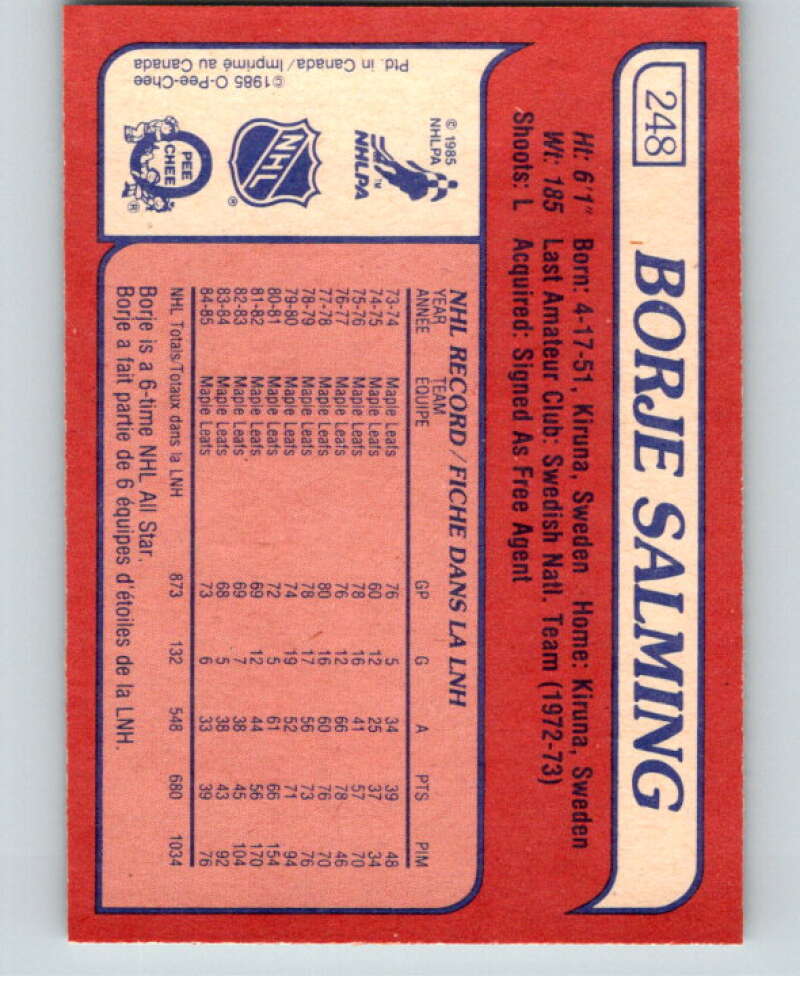 248
BORJE SALMING
Ht: 6'1" Born: 4-17-51, Kiruna, Sweden Home: Kiruna, Sweden
Wt: 185 Last Amateur Club: Swedish Natl. Team (1972-73)
Shoots: L Acquired: Signed As Free Agent
© 1985
NHLPA
NHLPA™
NHL®
O
PEE
CHEE
®
©1985 O-Pee-Chee
Ptd. in Canada/Imprimé au Canada
NHL RECORD/FICHE DANS LA LNH
YEAR TEAM
ANNÉE ÉQUIPE GP G A PTS PIM
73-74 Maple Leafs 76 5 34 39 48
74-75 Maple Leafs 60 12 25 37 34
75-76 Maple Leafs 78 16 41 57 70
76-77 Maple Leafs 76 12 66 78 46
77-78 Maple Leafs 80 16 60 76 70
78-79 Maple Leafs 78 17 56 73 76
79-80 Maple Leafs 74 19 52 71 94
80-81 Maple Leafs 72 5 61 66 154
81-82 Maple Leafs 69 12 44 56 170
82-83 Maple Leafs 69 7 38 45 104
83-84 Maple Leafs 68 5 38 43 92
84-85 Maple Leafs 73 6 33 39 76
NHL Totals/Totaux dans la LNH 873 132 548 680 1034
Borje is a 6-time NHL All Star.
Borje a fait partie de 6 équipes d'étoiles de la LNH.